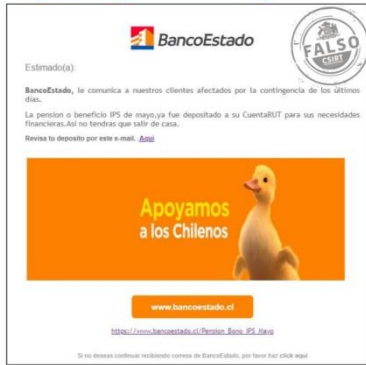 BancoEstado
FALSO
CSIRT
Estimado(a):
BancoEstado, le comunica a nuestros clientes afectados por la contingencia de los últimos
días.
La pension o beneficio IPS de mayo,ya fue depositado a su CuentaRUT para sus necesidades
financieras.Asi no tendras que salir de casa.
Revisa tu deposito por este e-mail. Aqui
Apoyamos
a los Chilenos
www.bancoestado.cl
https://www.bancoestado.cl/Pension_Bono_IPS_Mayo
Si no deseas continuar recibiendo correos de BancoEstado, por favor haz click aquí